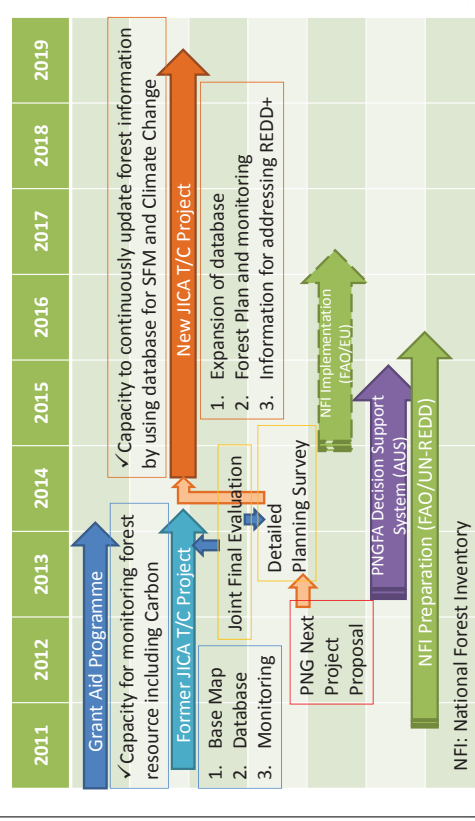 2011 2012 2013 2014 2015 2016 2017 2018 2019
Grant Aid Programme
✓Capacity for monitoring forest
resource including Carbon
✓Capacity to continuously update forest information
by using database for SFM and Climate Change
Former JICA T/C Project
New JICA T/C Project
1. Base Map
2. Database
3. Monitoring
Joint Final Evaluation
1. Expansion of database
2. Forest Plan and monitoring
3. Information for addressing REDD+
Detailed
Planning Survey
PNG Next
Project
Proposal
NFI Implementation
(FAO/EU)
PNGFA Decision Support
System (AUS)
NFI Preparation (FAO/UN-REDD)
NFI: National Forest Inventory